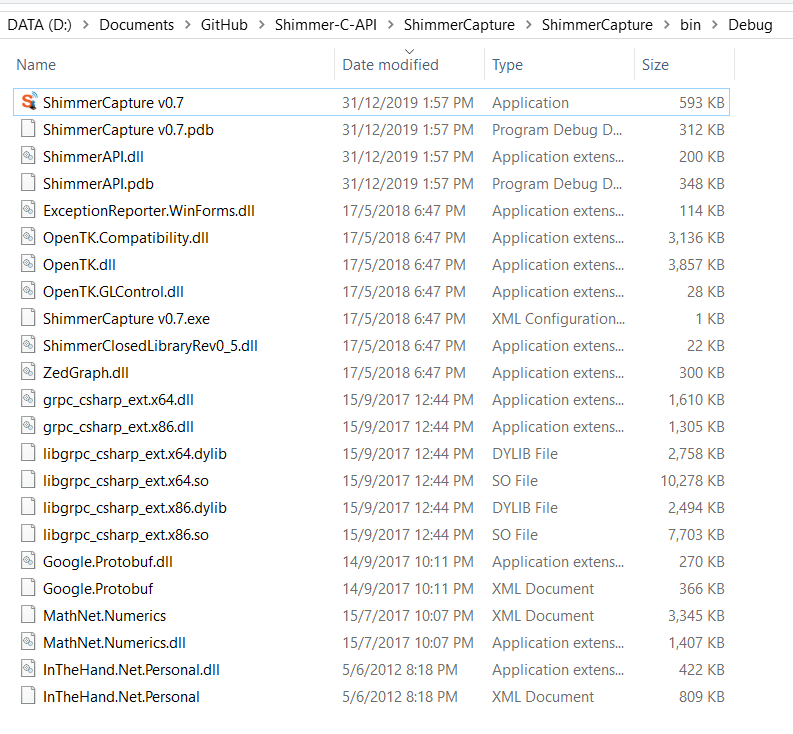 DATA (D:) > Documents > GitHub > Shimmer-C-API > ShimmerCapture > ShimmerCapture > bin > Debug
Name Date modified Type Size
ShimmerCapture v0.7 31/12/2019 1:57 PM Application 593 KB
ShimmerCapture v0.7.pdb 31/12/2019 1:57 PM Program Debug D... 312 KB
ShimmerAPI.dll 31/12/2019 1:57 PM Application extens... 200 KB
ShimmerAPI.pdb 31/12/2019 1:57 PM Program Debug D... 348 KB
ExceptionReporter.WinForms.dll 17/5/2018 6:47 PM Application extens... 114 KB
OpenTK.Compatibility.dll 17/5/2018 6:47 PM Application extens... 3,136 KB
OpenTK.dll 17/5/2018 6:47 PM Application extens... 3,857 KB
OpenTK.GLControl.dll 17/5/2018 6:47 PM Application extens... 28 KB
ShimmerCapture v0.7.exe 17/5/2018 6:47 PM XML Configuration... 1 KB
ShimmerClosedLibraryRev0_5.dll 17/5/2018 6:47 PM Application extens... 22 KB
ZedGraph.dll 17/5/2018 6:47 PM Application extens... 300 KB
grpc_csharp_ext.x64.dll 15/9/2017 12:44 PM Application extens... 1,610 KB
grpc_csharp_ext.x86.dll 15/9/2017 12:44 PM Application extens... 1,305 KB
libgrpc_csharp_ext.x64.dylib 15/9/2017 12:44 PM DYLIB File 2,758 KB
libgrpc_csharp_ext.x64.so 15/9/2017 12:44 PM SO File 10,278 KB
libgrpc_csharp_ext.x86.dylib 15/9/2017 12:44 PM DYLIB File 2,494 KB
libgrpc_csharp_ext.x86.so 15/9/2017 12:44 PM SO File 7,703 KB
Google.Protobuf.dll 14/9/2017 10:11 PM Application extens... 270 KB
Google.Protobuf 14/9/2017 10:11 PM XML Document 366 KB
MathNet.Numerics 15/7/2017 10:07 PM XML Document 3,345 KB
MathNet.Numerics.dll 15/7/2017 10:07 PM Application extens... 1,407 KB
InTheHand.Net.Personal.dll 5/6/2012 8:18 PM Application extens... 422 KB
InTheHand.Net.Personal 5/6/2012 8:18 PM XML Document 809 KB